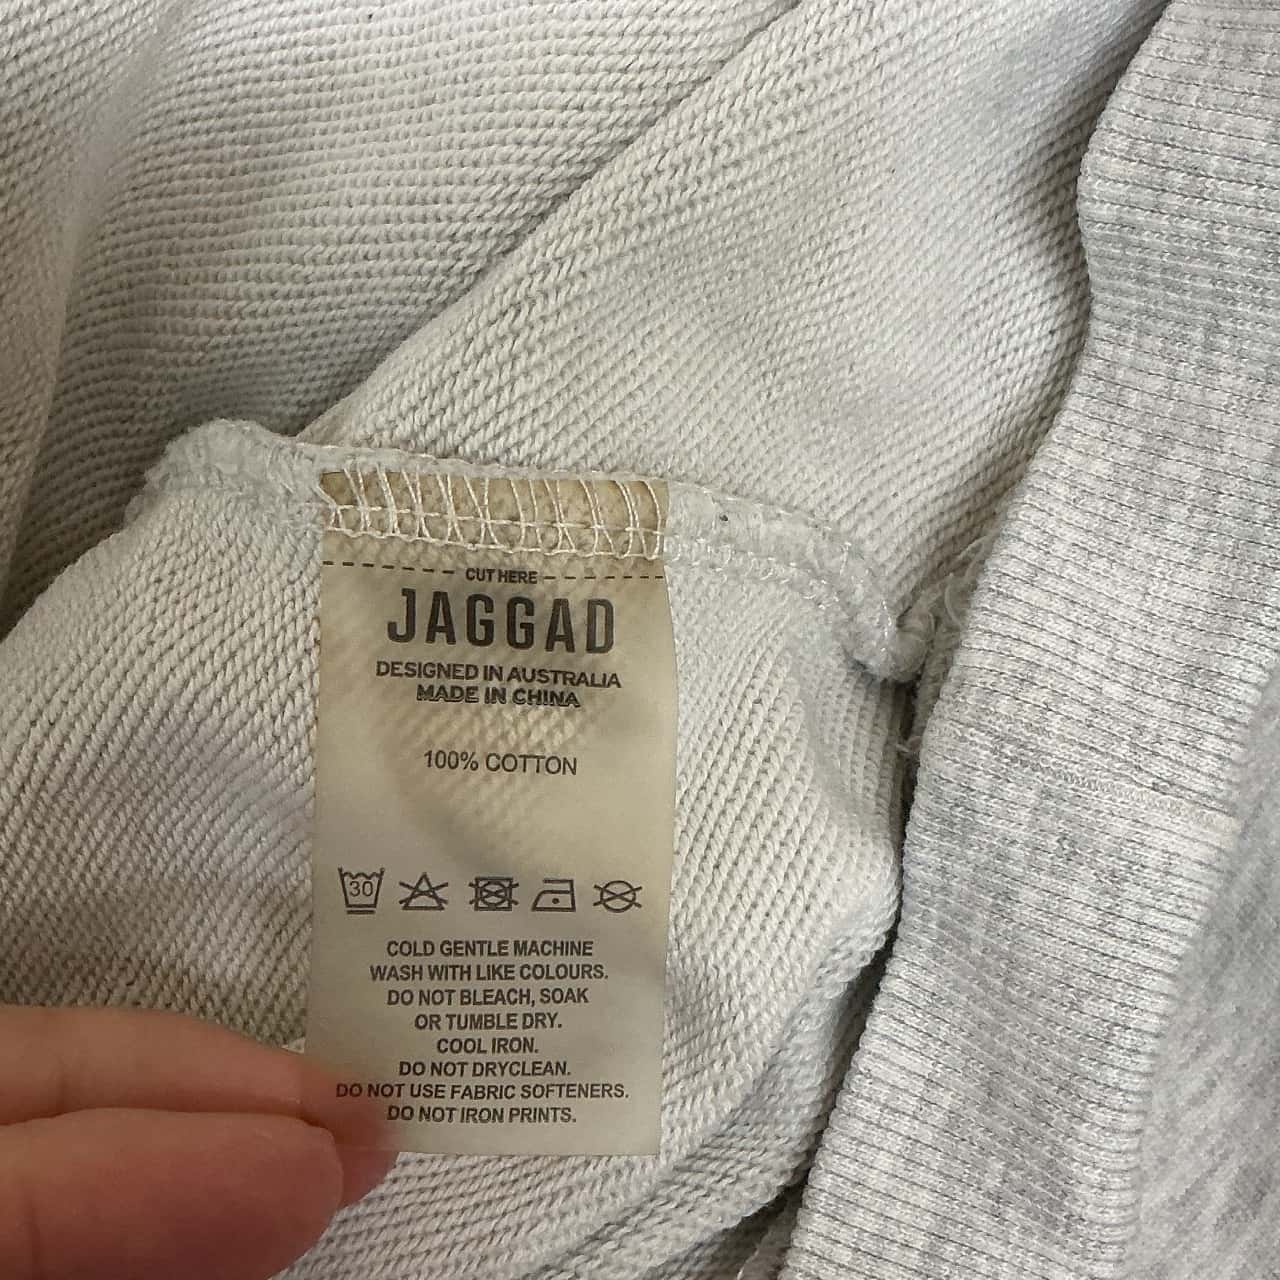 CUT HERE
JAGGAD
DESIGNED IN AUSTRALIA
MADE IN CHINA
100% COTTON
30
COLD GENTLE MACHINE
WASH WITH LIKE COLOURS.
DO NOT BLEACH, SOAK
OR TUMBLE DRY.
COOL IRON.
DO NOT DRYCLEAN.
DO NOT USE FABRIC SOFTENERS.
DO NOT IRON PRINTS.